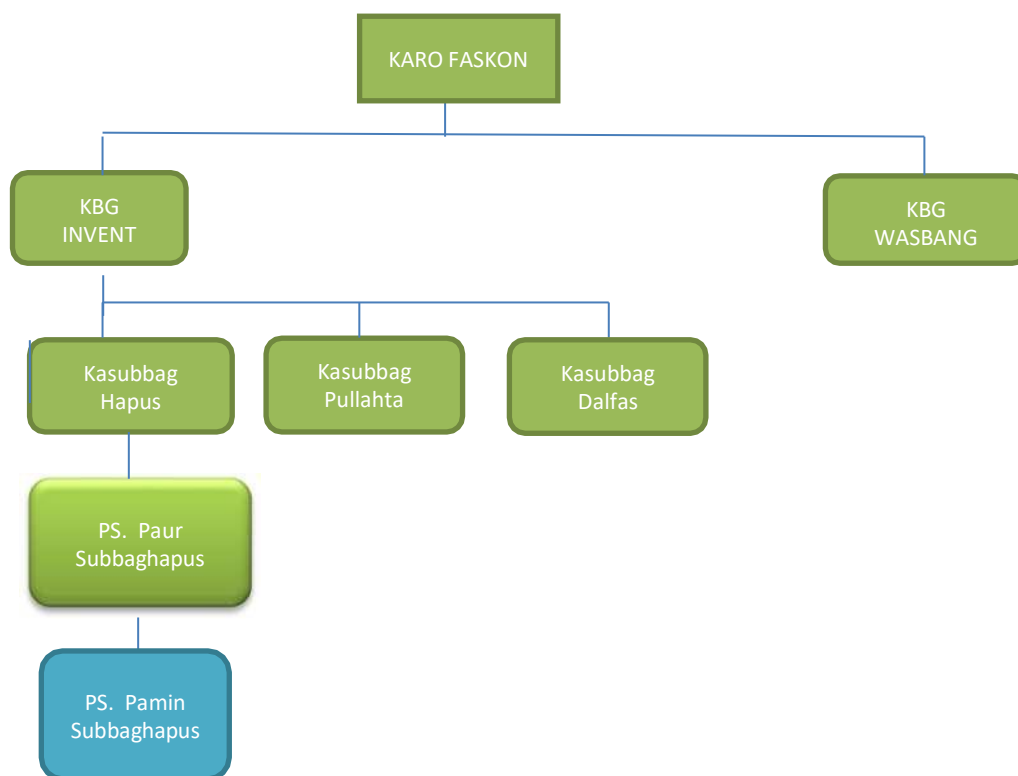 KARO FASKON
KBG
INVENT
KBG
WASBANG
Kasubbag
Hapus
Kasubbag
Pullahta
Kasubbag
Dalfas
PS. Paur
Subbaghapus
PS. Pamin
Subbaghapus